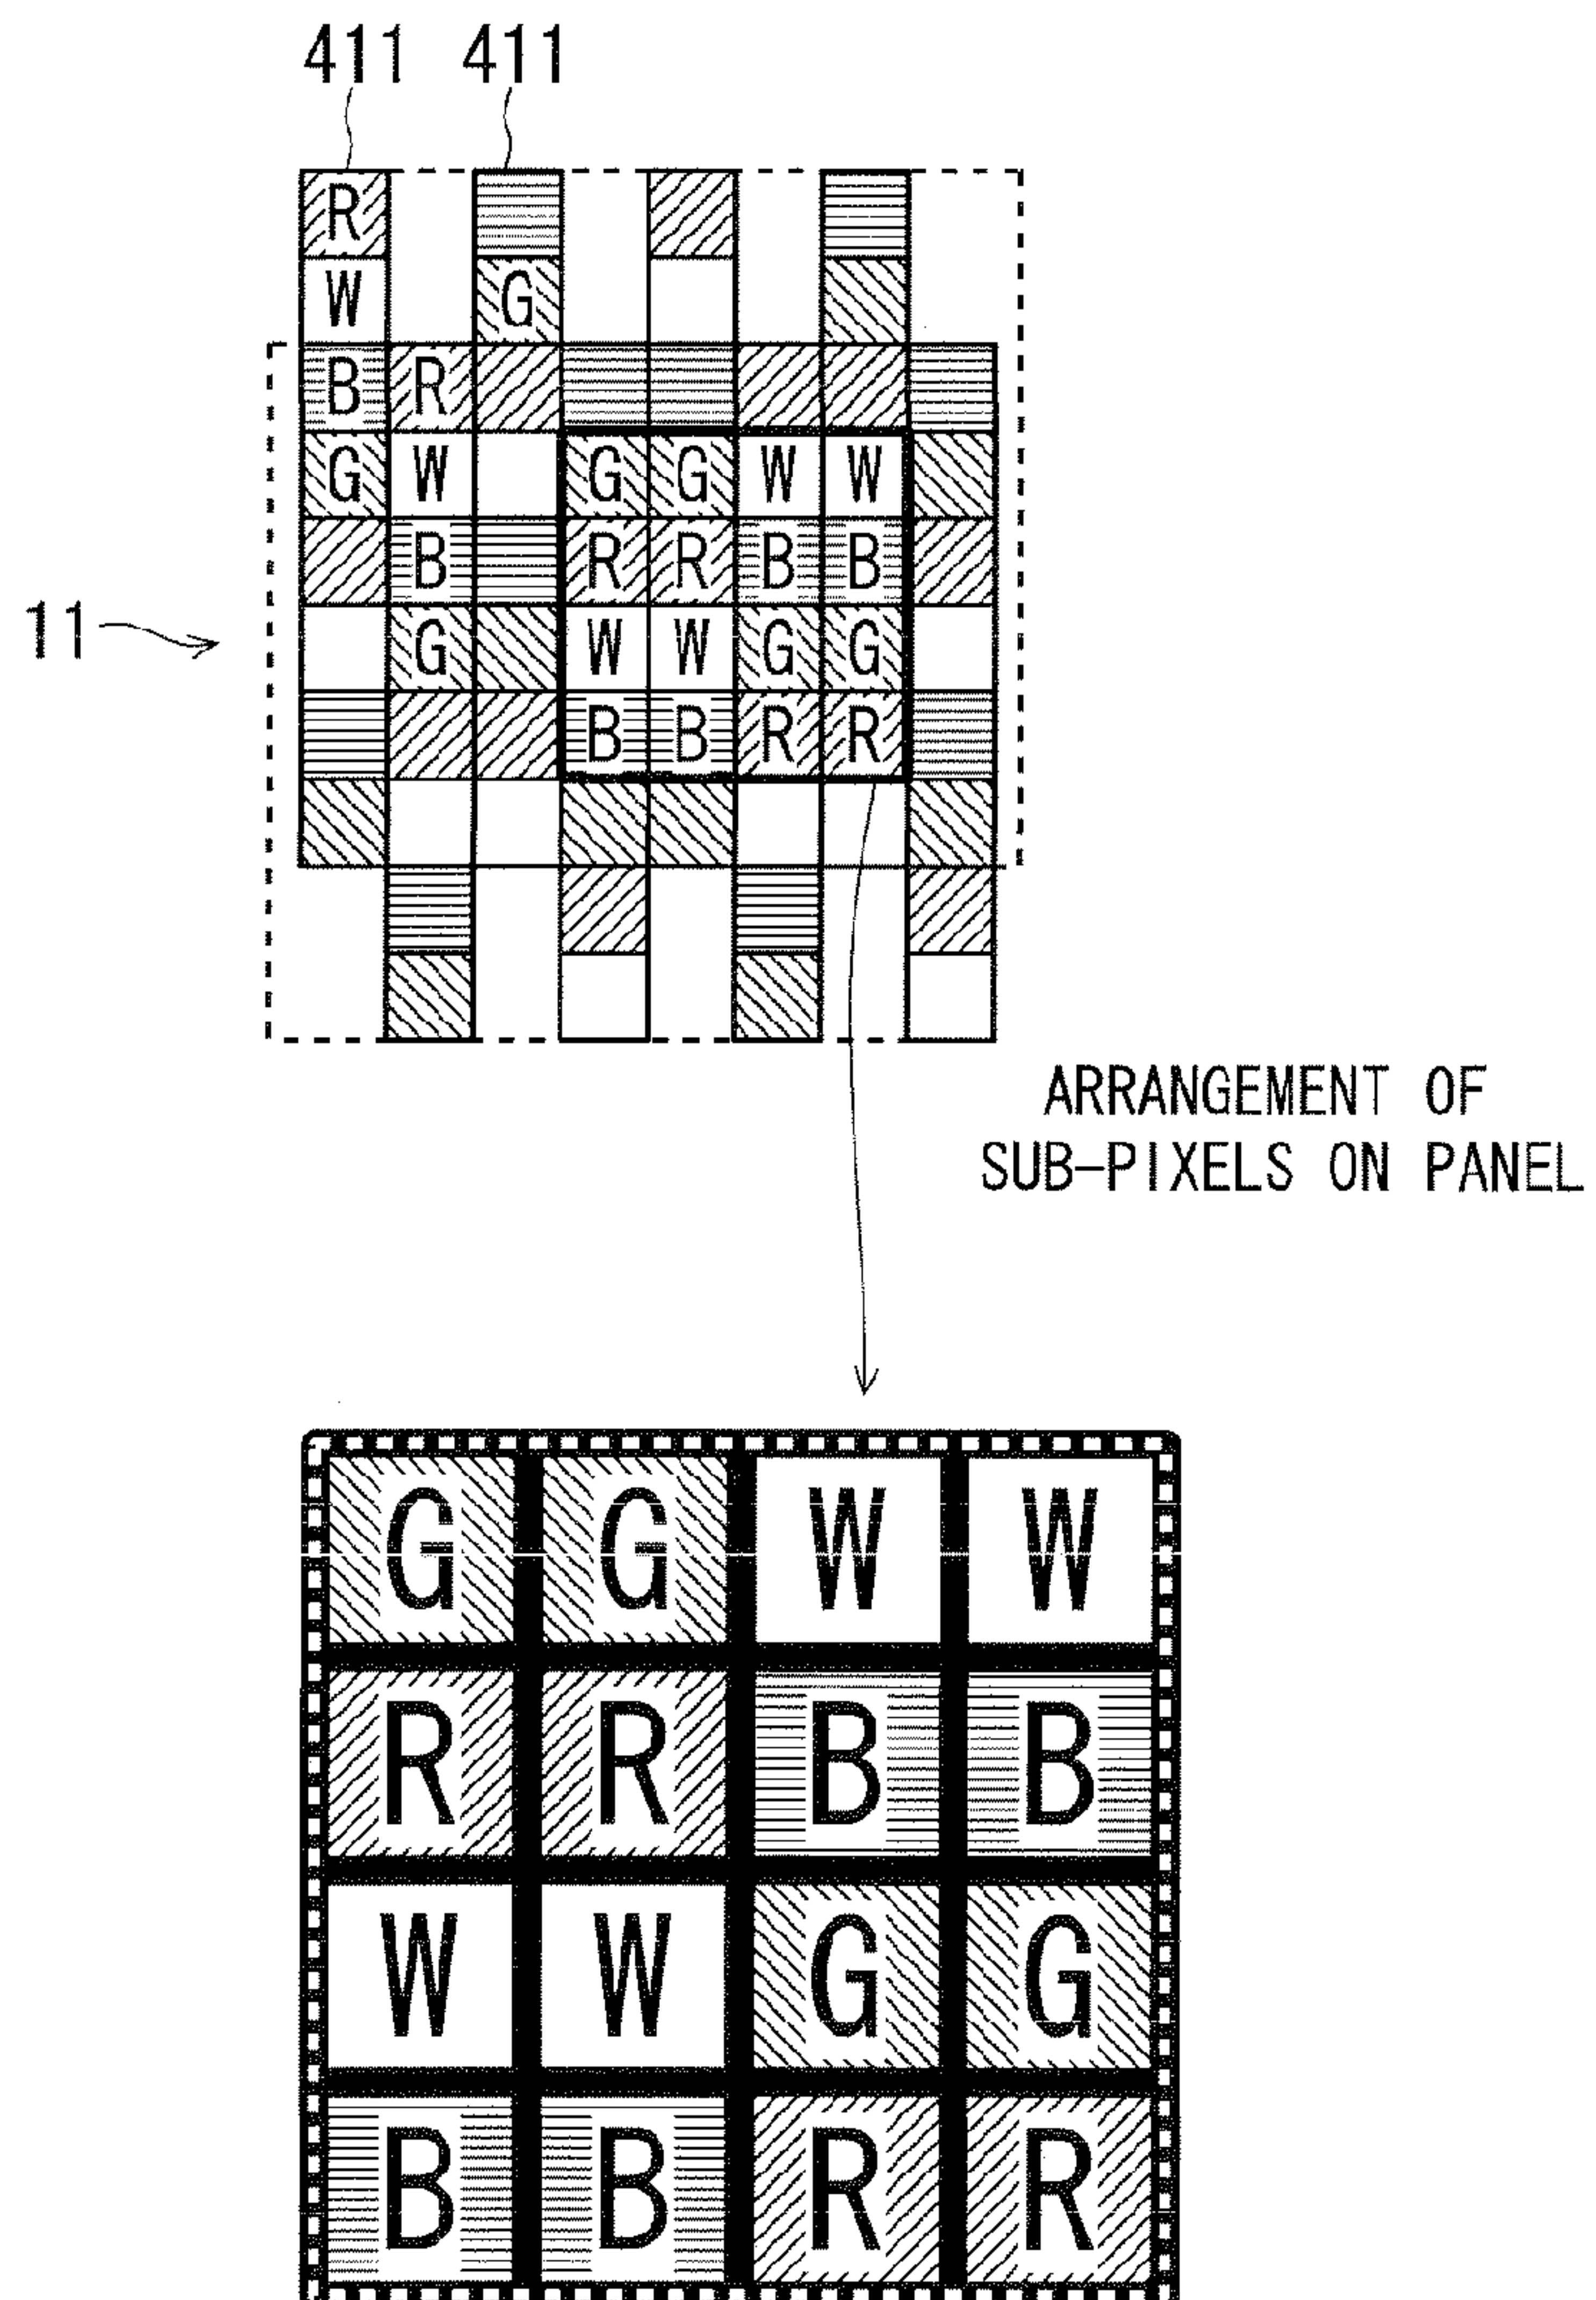 411 411
R
W G
B R
G W G G W W
B R R B B
11
G W W G G
B B R R
ARRANGEMENT OF
SUB-PIXELS ON PANEL
G G W W
R R B B
W W G G
B B R R